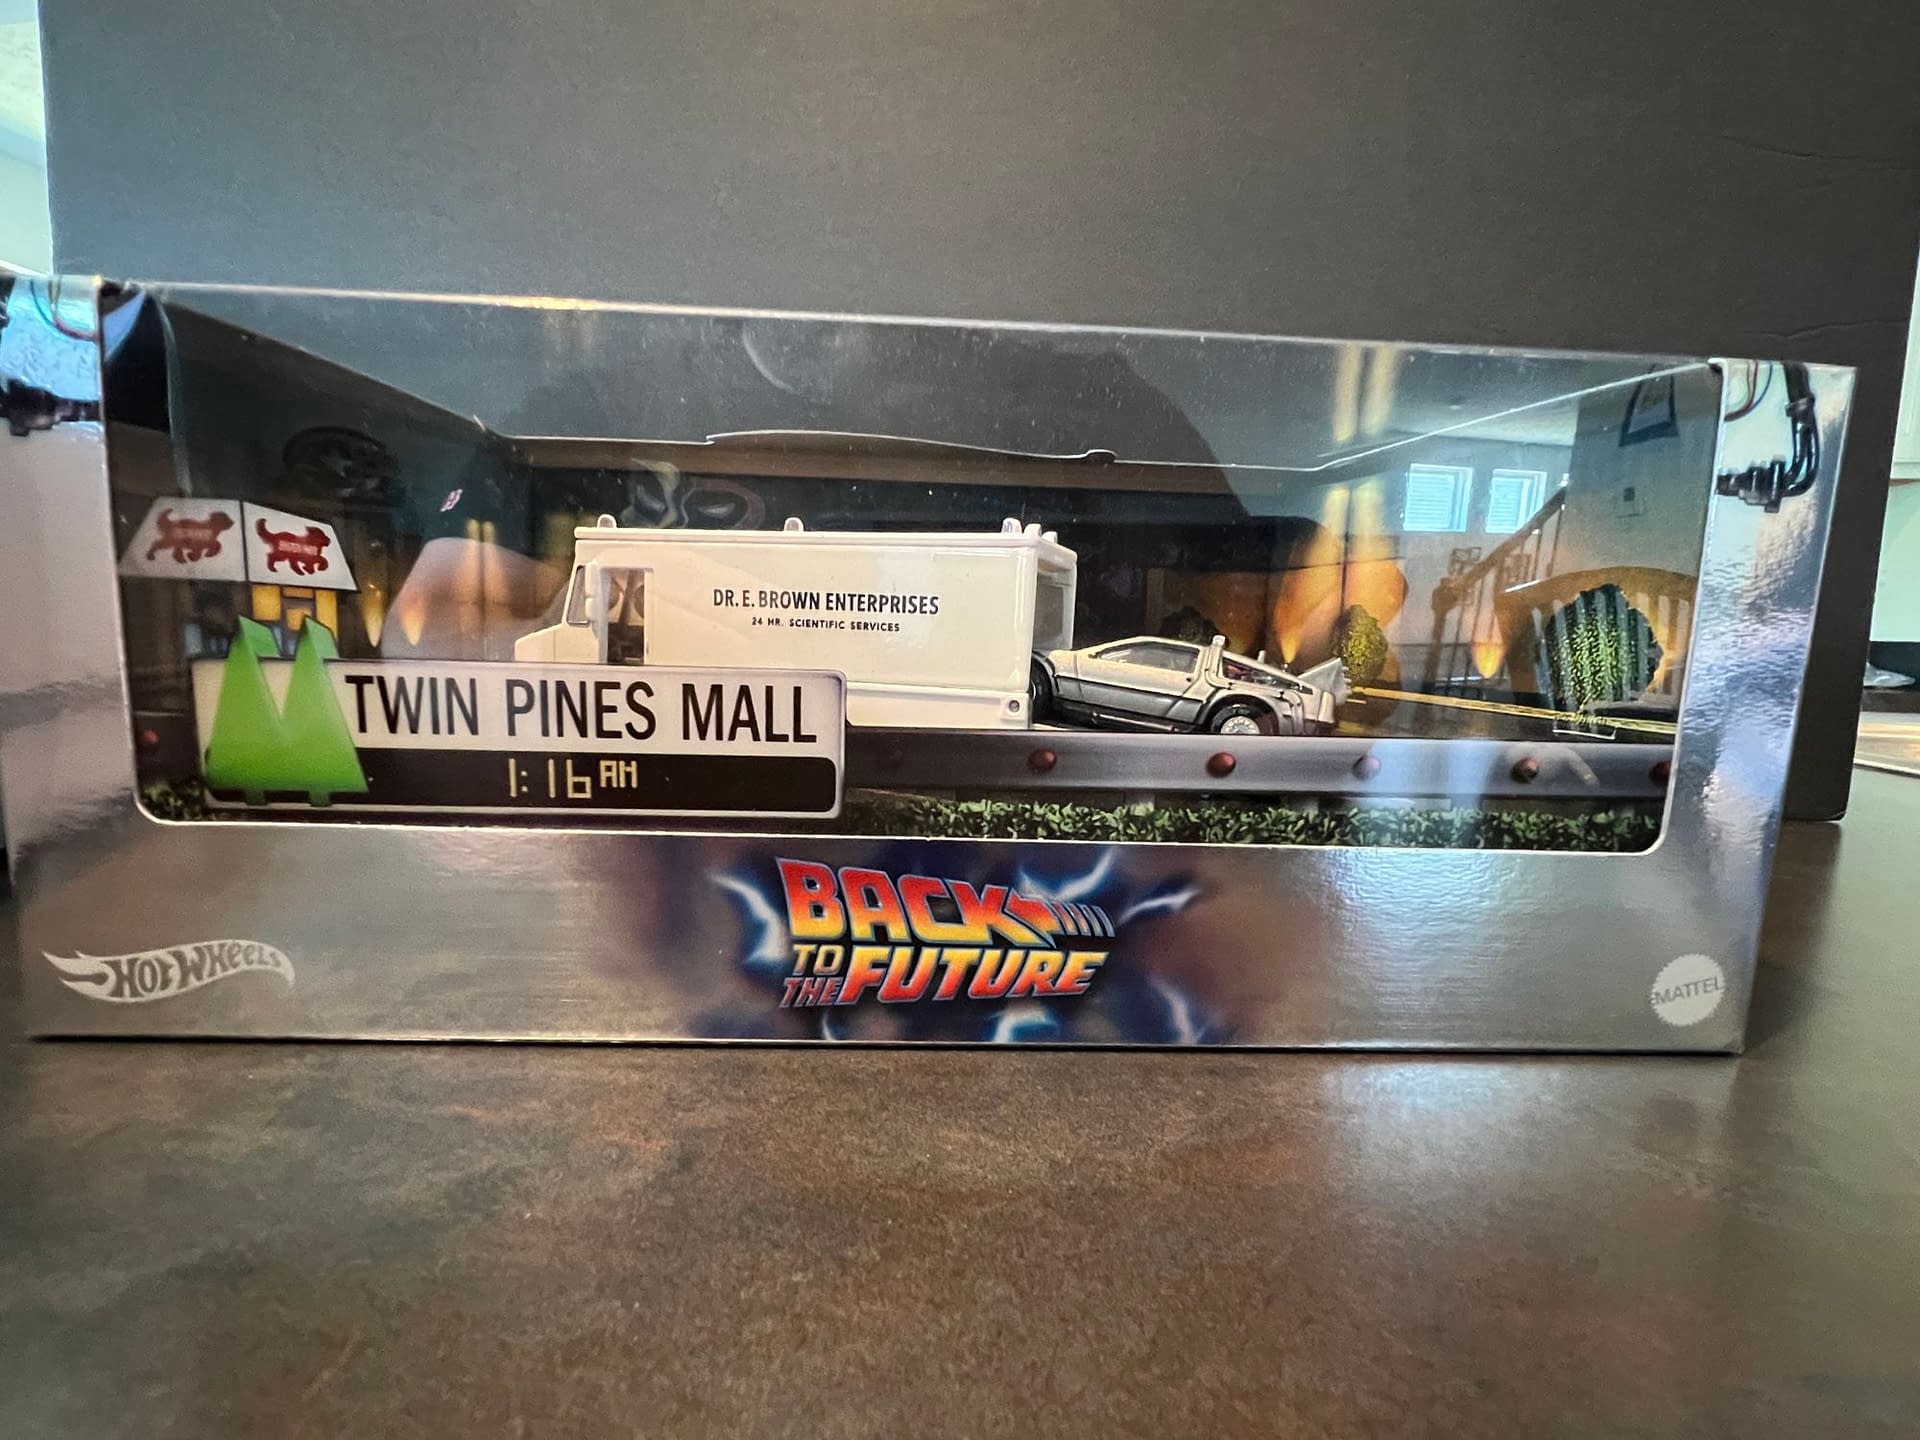 DR. E. BROWN ENTERPRISES
24 HR. SCIENTIFIC SERVICES
TWIN PINES MALL
1:16 AM
BACK
TO
THE FUTURE
HOT WHEELS
MATTEL